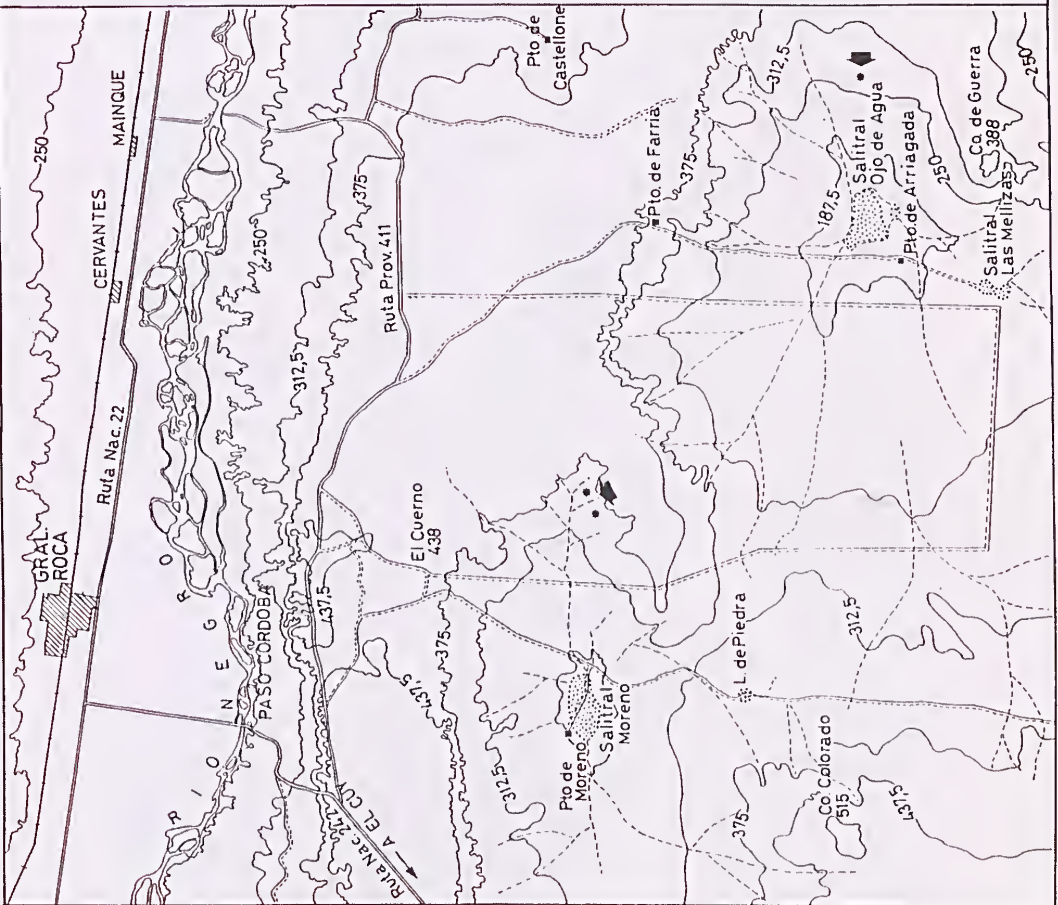 250
MAINQUE
CERVANTES
Ruta Nac. 22
GRAL.
ROCA
RIO NEGRO
PASO CORDOBA
250
312,5
375
Ruta Prov. 411
437,5
Ruta Nac. 242
A EL CUY
El Cuerno
438
375
437,5
312,5
Pto de
Castellone
Pto. de Farria
375
312,5
Pto de
Moreno
Salitral
Moreno
L. de Piedra
312,5
375
Co. Colorado
515
437,5
187,5
Salitral
Ojo de Agua
Pto de Arriagada
250
Co. de Guerra
388
Salitral
Las Mellizas
250